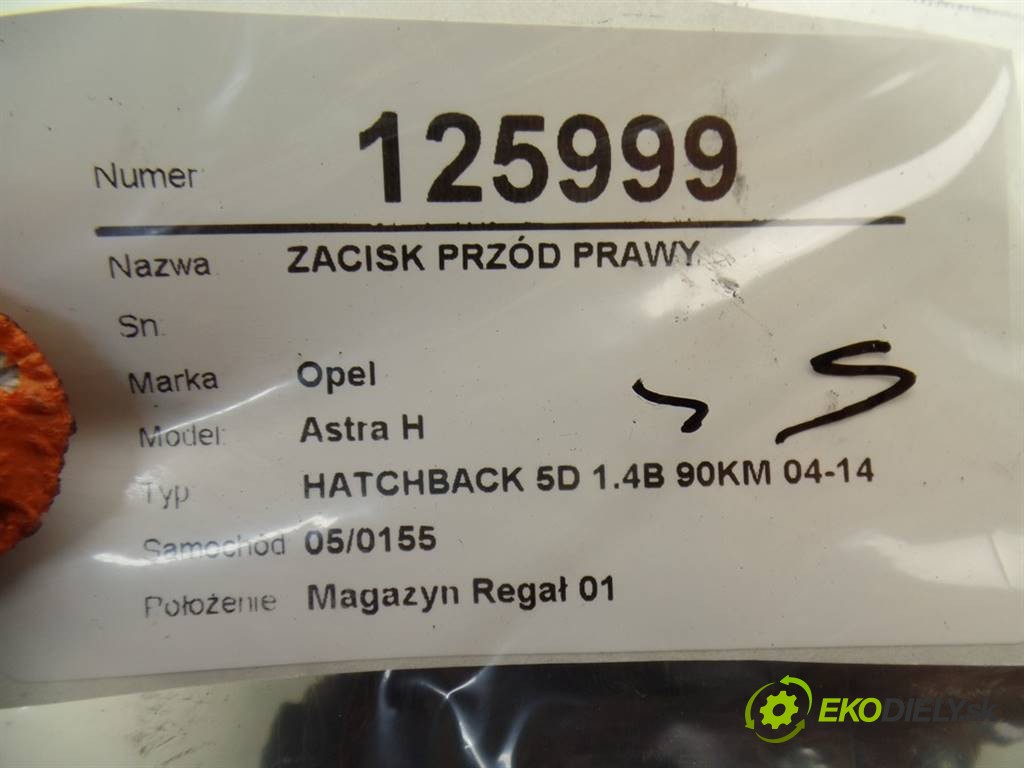 Numer: 125999
Nazwa ZACISK PRZÓD PRAWY
Sn:
Marka Opel
Model: Astra H
Typ HATCHBACK 5D 1.4B 90KM 04-14
Samochód 05/0155
Położenie Magazyn Regał 01
EKODIELY.sk